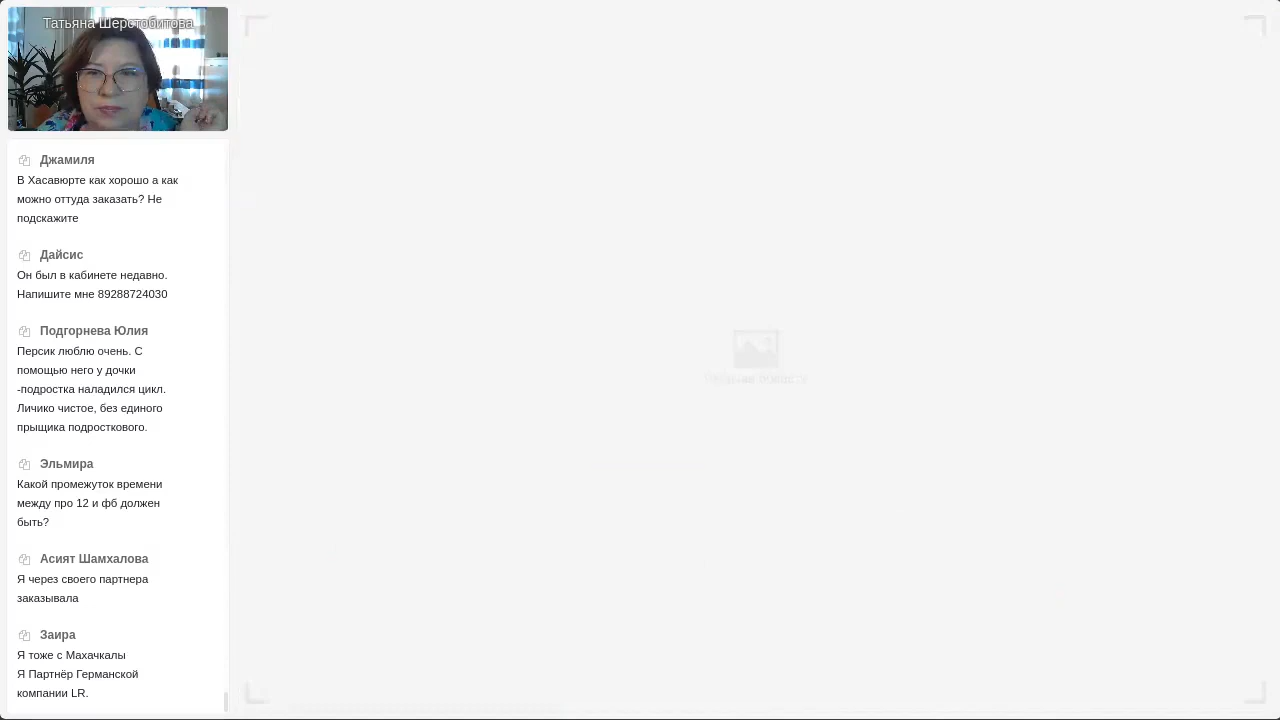 Татьяна Шерстобитова
Джамиля
В Хасавюрте как хорошо а как
можно оттуда заказать? Не
подскажите
Дайсис
Он был в кабинете недавно.
Напишите мне 89288724030
Подгорнева Юлия
Персик люблю очень. С
помощью него у дочки
-подростка наладился цикл.
Личико чистое, без единого
прыщика подросткового.
Эльмира
Какой промежуток времени
между про 12 и фб должен
быть?
Асият Шамхалова
Я через своего партнера
заказывала
Заира
Я тоже с Махачкалы
Я Партнёр Германской
компании LR.